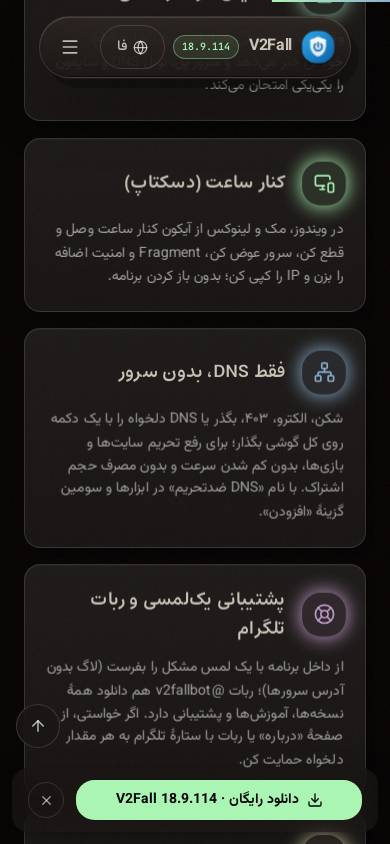 V2Fall
18.9.114
فا
را یکی‌یکی امتحان می‌کند.
کنار ساعت (دسکتاپ)
در ویندوز، مک و لینوکس از آیکون کنار ساعت وصل و
قطع کن، سرور عوض کن، Fragment و امنیت اضافه
را بزن و IP را کپی کن؛ بدون باز کردن برنامه.
فقط DNS، بدون سرور
شکن، الکترو، ۴۰۳، بگذر یا DNS دلخواه را با یک دکمه
روی کل گوشی بگذار؛ برای رفع تحریم سایت‌ها و
بازی‌ها، بدون کم شدن سرعت و بدون مصرف حجم
اشتراک. با نام «DNS ضدتحریم» در ابزارها و سومین
گزینهٔ «افزودن».
پشتیبانی یک‌لمسی و ربات
تلگرام
از داخل برنامه با یک لمس مشکل را بفرست (لاگ بدون
آدرس سرورها)؛ ربات @v2fallbot هم دانلود همهٔ
نسخه‌ها، آموزش‌ها و پشتیبانی دارد. اگر خواستی، از
صفحهٔ «درباره» یا ربات با ستارهٔ تلگرام به هر مقدار
دلخواه حمایت کن.
دانلود رایگان · V2Fall 18.9.114